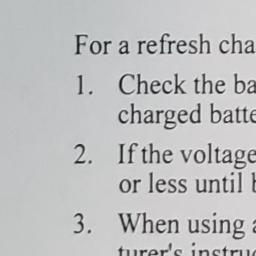 For a refresh cha
1. Check the ba
charged batte
2. If the voltage
or less until b
3. When using a
turer's instruc